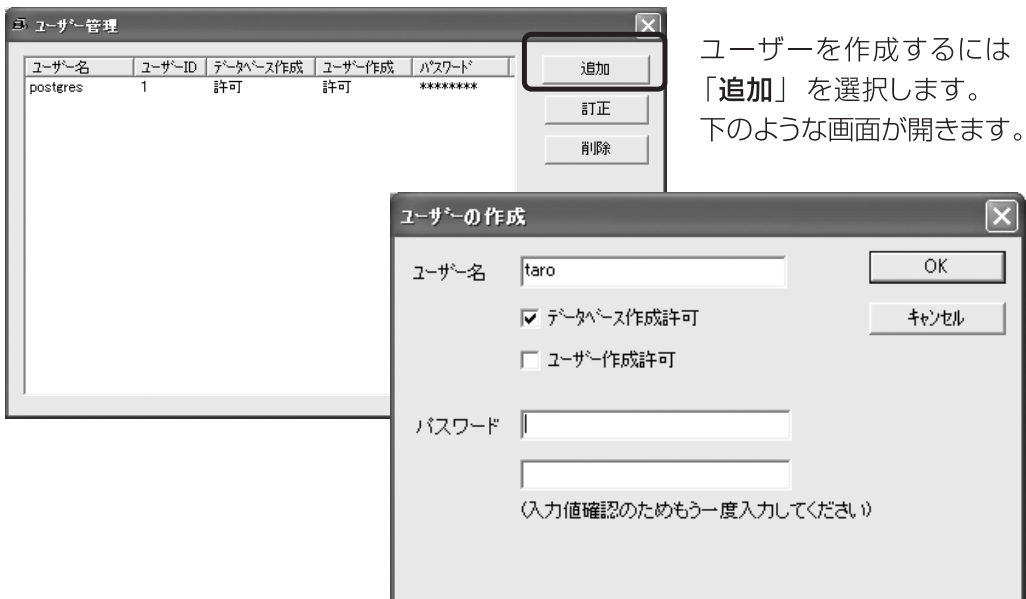 ユーザー管理
ユーザー名 ユーザーID データベース作成 ユーザー作成 パスワード
postgres 1 許可 許可 ********
追加
訂正
削除
ユーザーを作成するには
「追加」を選択します。
下のような画面が開きます。
ユーザーの作成
ユーザー名 taro
データベース作成許可
ユーザー作成許可
OK
キャンセル
パスワード
(入力値確認のためもう一度入力してください)